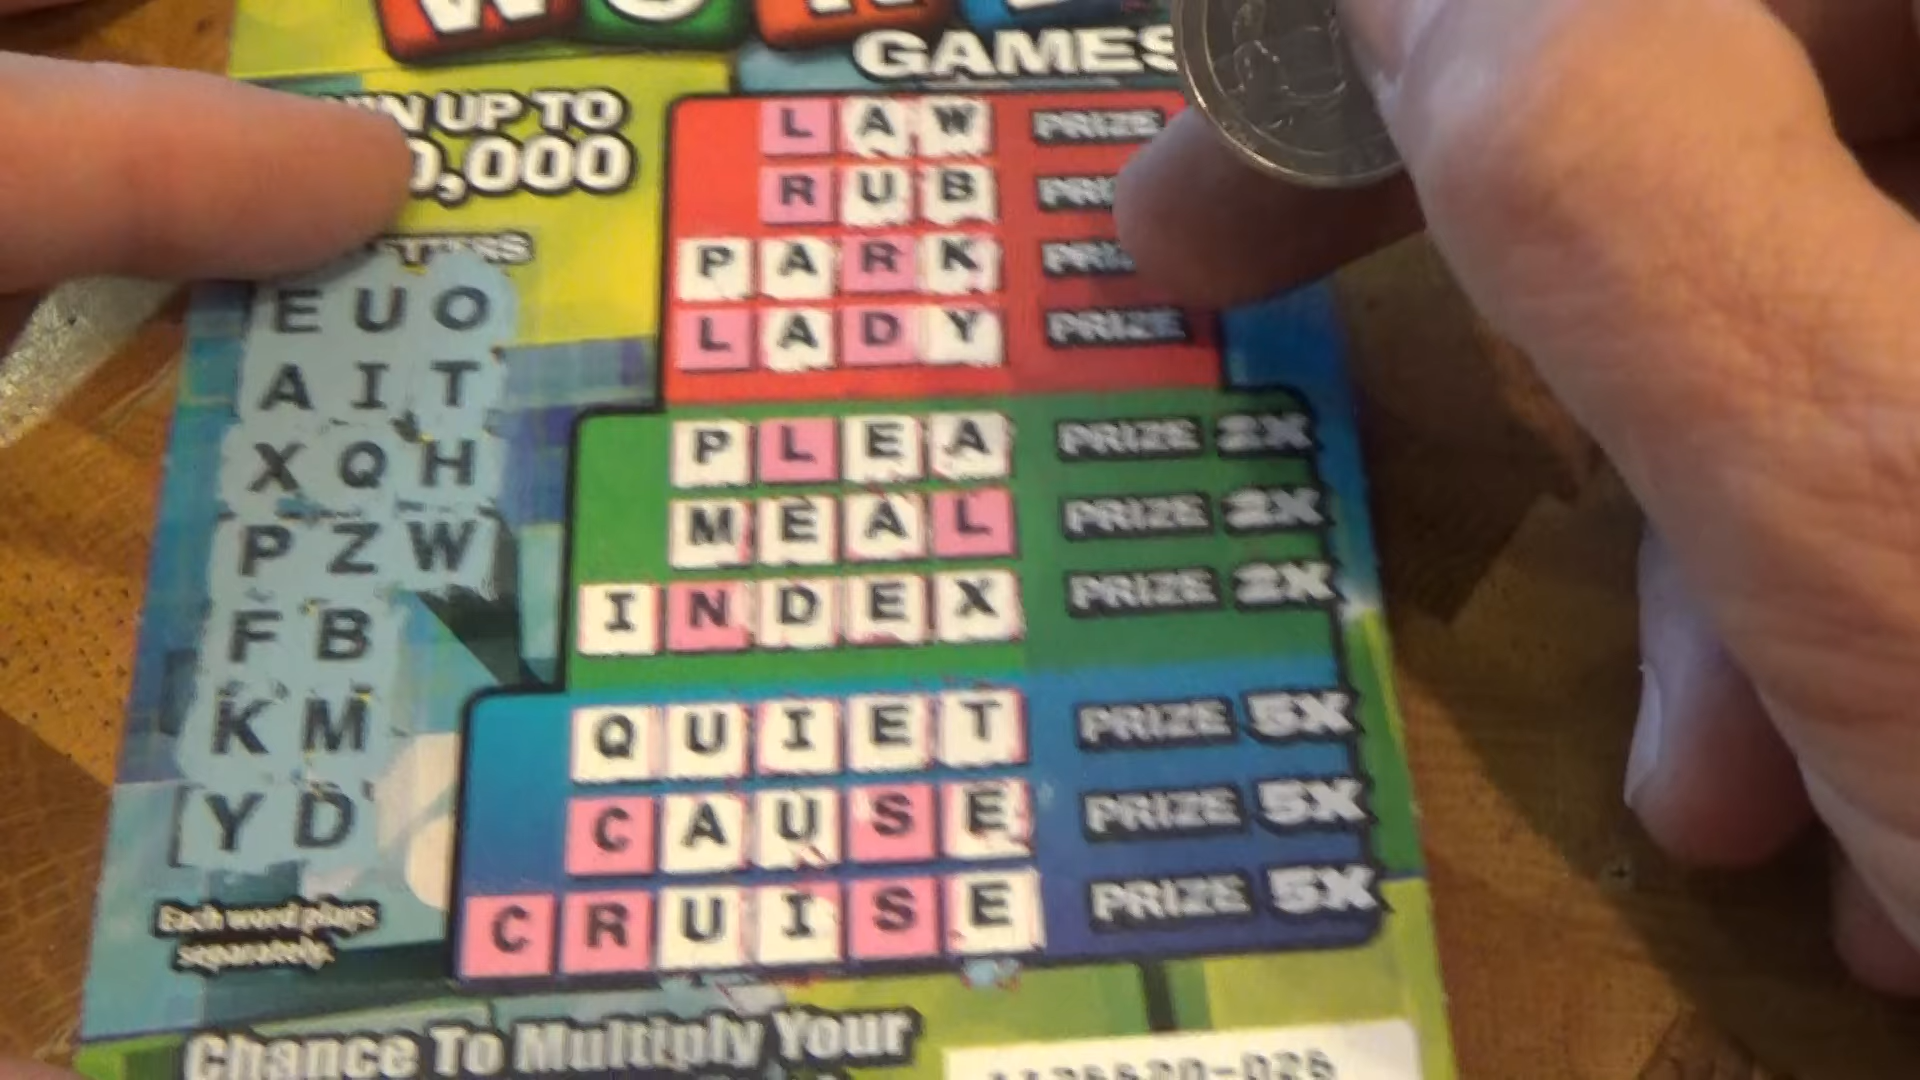 GAMES
UP TO
0,000
E U O
A I T
X Q H
P Z W
F B
K M
Y D
Each word plays
separately.
L A W PRIZE
R U B
P A R K
L A D Y PRIZE
P L E A PRIZE 2X
M E A L PRIZE 2X
I N D E X PRIZE 2X
Q U I E T PRIZE 5X
C A U S E PRIZE 5X
C R U I S E PRIZE 5X
Chance To Multiply Your